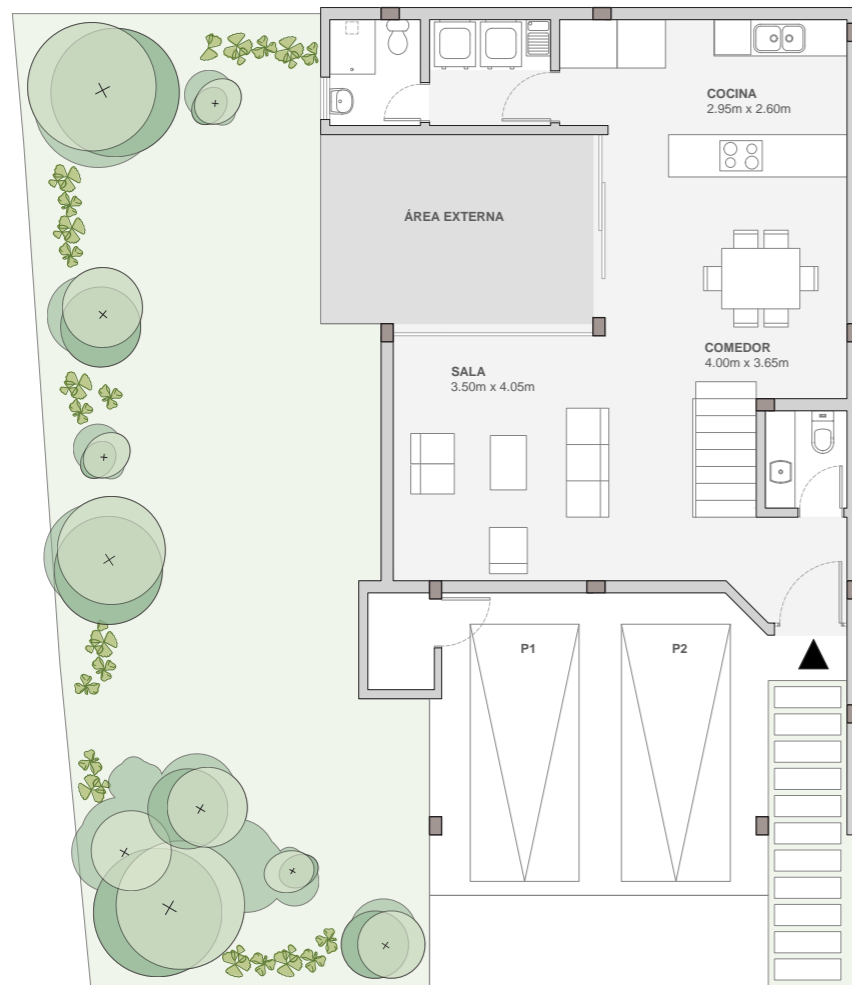 COCINA
2.95m x 2.60m
ÁREA EXTERNA
COMEDOR
4.00m x 3.65m
SALA
3.50m x 4.05m
P1
P2